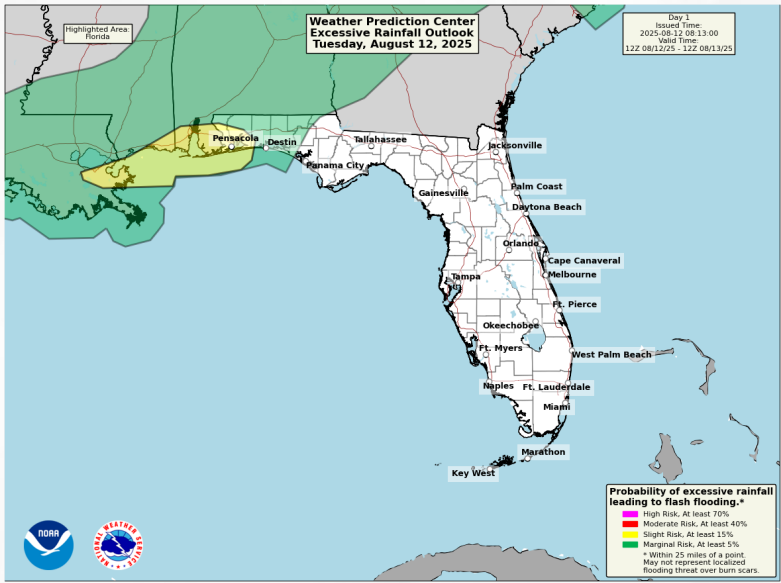 Weather Prediction Center
Excessive Rainfall Outlook
Tuesday, August 12, 2025
Highlighted Area:
Florida
Day 1
Issued Time:
2025-08-12 08:13:00
Valid Time:
12Z 08/12/25 - 12Z 08/13/25
Pensacola
Destin
Tallahassee
Jacksonville
Panama City
Gainesville
Palm Coast
Daytona Beach
Orlando
Cape Canaveral
Melbourne
Tampa
Ft. Pierce
Okeechobee
Ft. Myers
West Palm Beach
Naples
Ft. Lauderdale
Miami
Marathon
Key West
Probability of excessive rainfall
leading to flash flooding.*
High Risk, At least 70%
Moderate Risk, At least 40%
Slight Risk, At least 15%
Marginal Risk, At least 5%
* Within 25 miles of a point.
May not represent localized
flooding threat over burn scars.
NOAA
NATIONAL WEATHER SERVICE